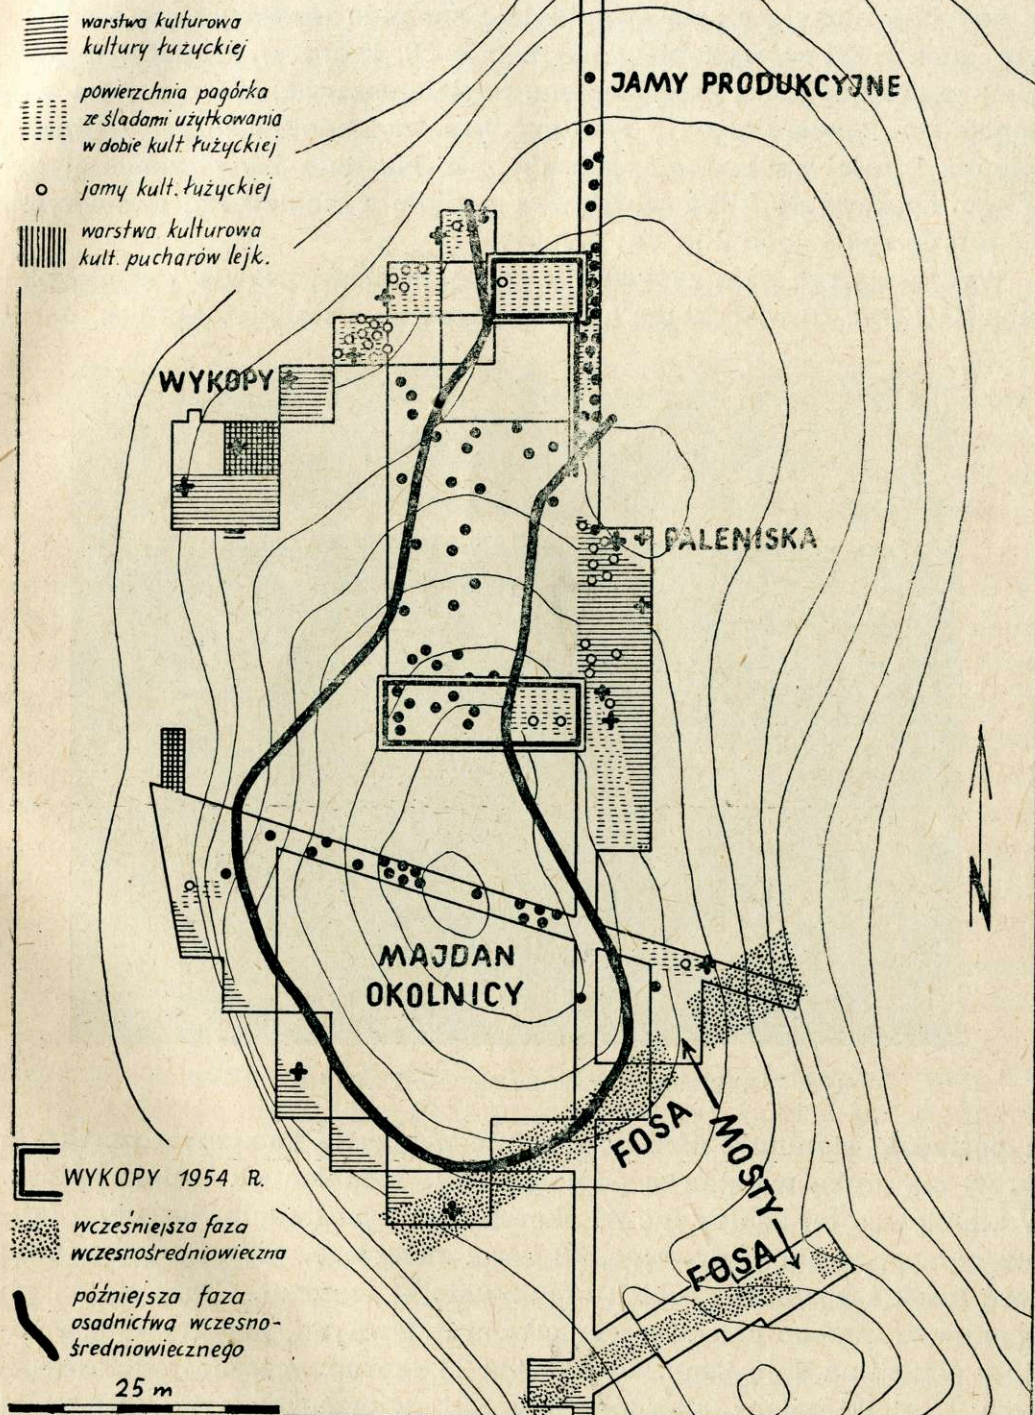 warstwa kulturowa
kultury łużyckiej
powierzchnia pagórka
ze śladami użytkowania
w dobie kult. łużyckiej
jamy kult. łużyckiej
warstwa kulturowa
kult. pucharów lejk.
JAMY PRODUKCYJNE
WYKOPY
PALENISKA
MAJDAN
OKOLNICY
N
FOSA
MOSTY
FOSA
WYKOPY 1954 R.
wcześniejsza faza
wczesnośredniowieczna
późniejsza faza
osadnictwa wczesno-
średniowiecznego
25 m